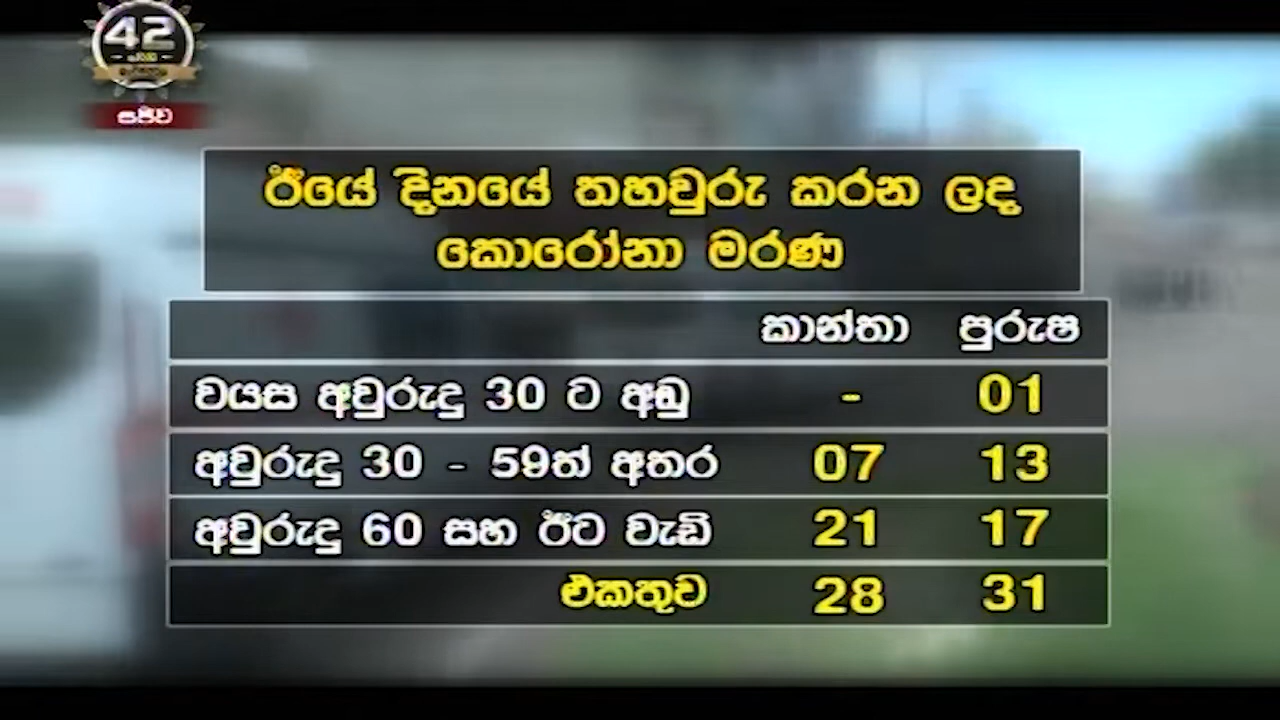 42
සජීව
ඊයේ දිනයේ තහවුරු කරන ලද
කොරෝනා මරණ
කාන්තා පුරුෂ
වයස අවුරුදු 30 ට අඩු - 01
අවුරුදු 30 - 59ත් අතර 07 13
අවුරුදු 60 සහ ඊට වැඩි 21 17
එකතුව 28 31